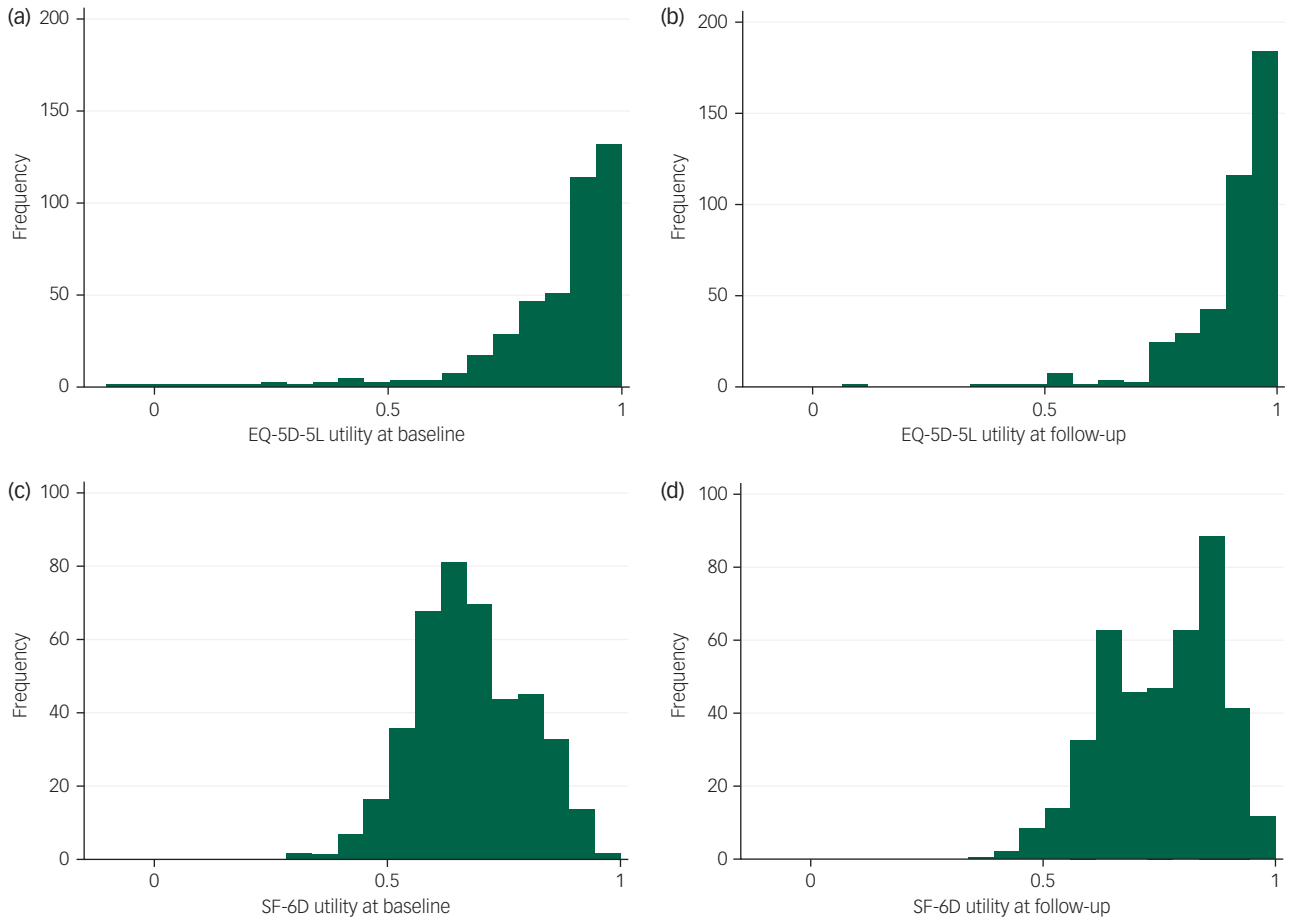 (a)
200
150
100
50
0
Frequency
0
0.5
1
EQ-5D-5L utility at baseline
(b)
200
150
100
50
0
Frequency
0
0.5
1
EQ-5D-5L utility at follow-up
(c)
100
80
60
40
20
0
Frequency
0
0.5
1
SF-6D utility at baseline
(d)
100
80
60
40
20
0
Frequency
0
0.5
1
SF-6D utility at follow-up